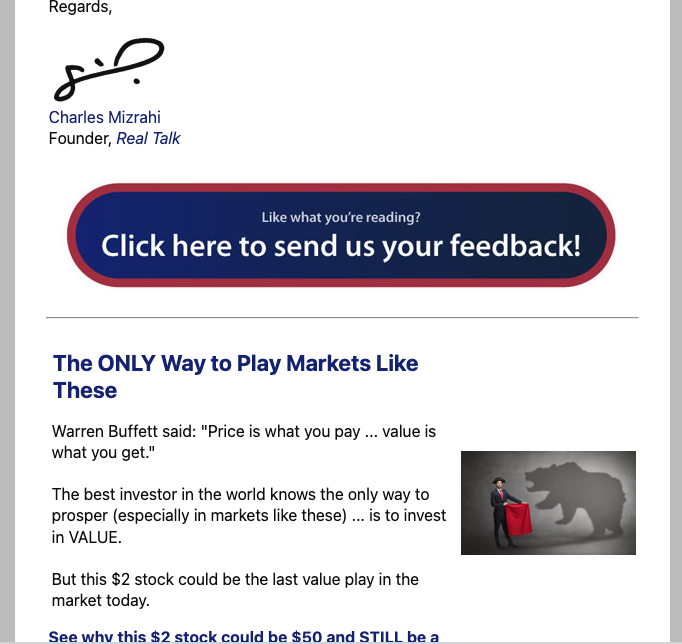 Regards,
Charles Mizrahi
Founder, Real Talk
Like what you're reading?
Click here to send us your feedback!
The ONLY Way to Play Markets Like
These
Warren Buffett said: "Price is what you pay ... value is
what you get."
The best investor in the world knows the only way to
prosper (especially in markets like these) ... is to invest
in VALUE.
But this $2 stock could be the last value play in the
market today.
See why this $2 stock could be $50 and STILL be a